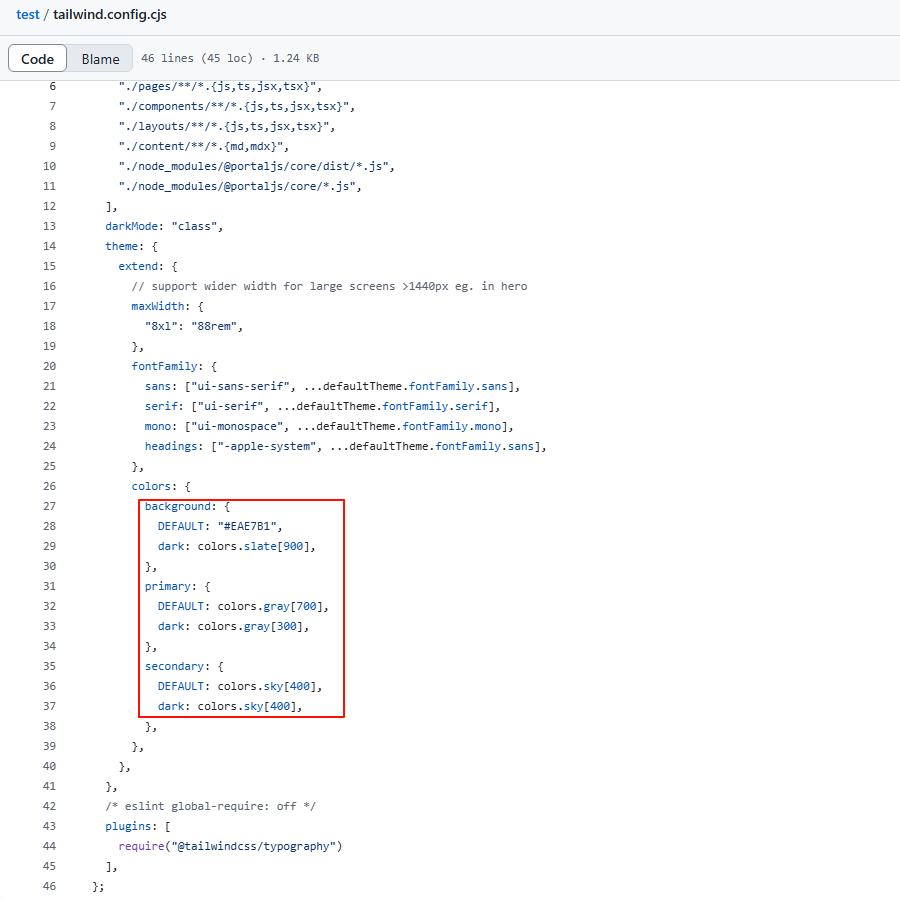 test / tailwind.config.cjs
Code Blame 46 lines (45 loc) · 1.24 KB
6 "./pages/**/*.{js,ts,jsx,tsx}",
7 "./components/**/*.{js,ts,jsx,tsx}",
8 "./layouts/**/*.{js,ts,jsx,tsx}",
9 "./content/**/*.{md,mdx}",
10 "./node_modules/@portaljs/core/dist/*.js",
11 "./node_modules/@portaljs/core/*.js",
12 ],
13 darkMode: "class",
14 theme: {
15 extend: {
16 // support wider width for large screens >1440px eg. in hero
17 maxWidth: {
18 "8xl": "88rem",
19 },
20 fontFamily: {
21 sans: ["ui-sans-serif", ...defaultTheme.fontFamily.sans],
22 serif: ["ui-serif", ...defaultTheme.fontFamily.serif],
23 mono: ["ui-monospace", ...defaultTheme.fontFamily.mono],
24 headings: ["-apple-system", ...defaultTheme.fontFamily.sans],
25 },
26 colors: {
27 background: {
28 DEFAULT: "#EAE7B1",
29 dark: colors.slate[900],
30 },
31 primary: {
32 DEFAULT: colors.gray[700],
33 dark: colors.gray[300],
34 },
35 secondary: {
36 DEFAULT: colors.sky[400],
37 dark: colors.sky[400],
38 },
39 },
40 },
41 },
42 /* eslint global-require: off */
43 plugins: [
44 require("@tailwindcss/typography")
45 ],
46 };